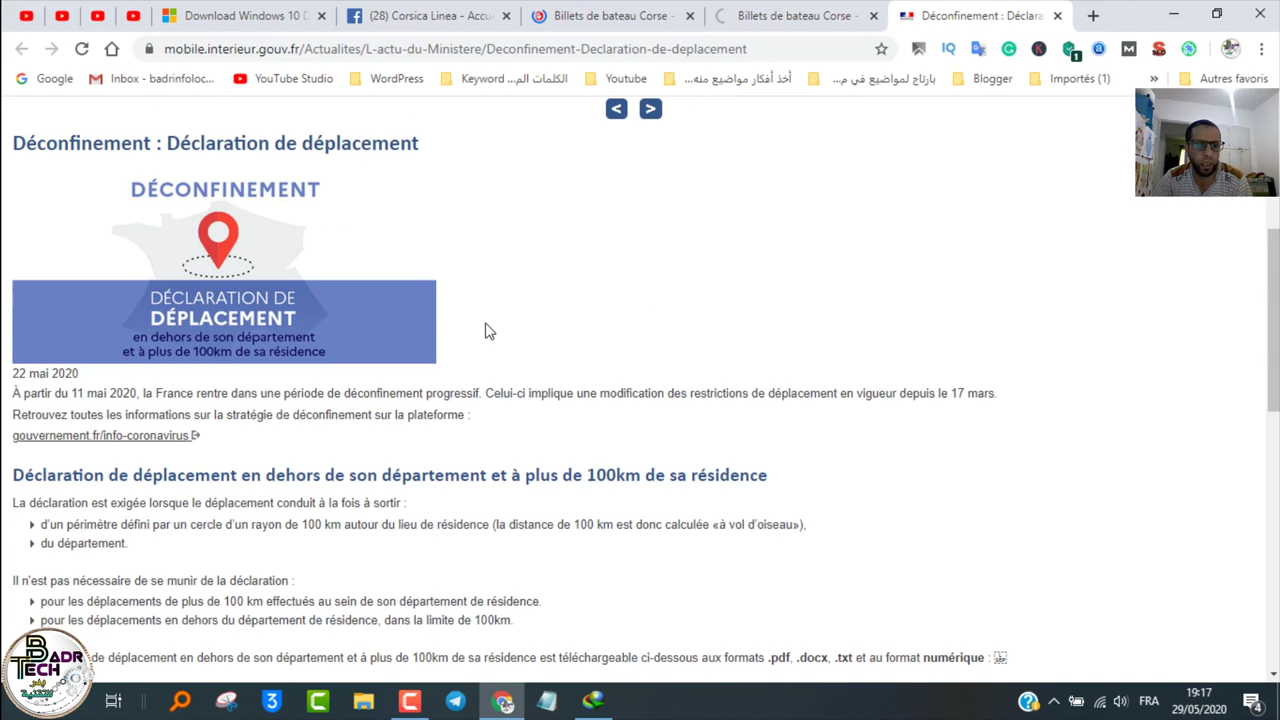 Download Windows 10 D
(28) Corsica Linea - Accu
Billets de bateau Corse -
Billets de bateau Corse -
Déconfinement : Déclara
mobile.interieur.gouv.fr/Actualites/L-actu-du-Ministere/Deconfinement-Declaration-de-deplacement
Google
Inbox - badrinfoloc...
YouTube Studio
WordPress
Keyword الكلمات الم...
Youtube
أخذ أفكار مواضيع منه...
بارتاج لمواضيع في م...
Blogger
Importés (1)
»
Autres favoris
< >
Déconfinement : Déclaration de déplacement
DÉCONFINEMENT
DÉCLARATION DE
DÉPLACEMENT
en dehors de son département
et à plus de 100km de sa résidence
22 mai 2020
À partir du 11 mai 2020, la France rentre dans une période de déconfinement progressif. Celui-ci implique une modification des restrictions de déplacement en vigueur depuis le 17 mars.
Retrouvez toutes les informations sur la stratégie de déconfinement sur la plateforme :
gouvernement.fr/info-coronavirus
Déclaration de déplacement en dehors de son département et à plus de 100km de sa résidence
La déclaration est exigée lorsque le déplacement conduit à la fois à sortir :
d'un périmètre défini par un cercle d'un rayon de 100 km autour du lieu de résidence (la distance de 100 km est donc calculée «à vol d'oiseau»),
du département.
Il n'est pas nécessaire de se munir de la déclaration :
pour les déplacements de plus de 100 km effectués au sein de son département de résidence.
pour les déplacements en dehors du département de résidence, dans la limite de 100km.
de déplacement en dehors de son département et à plus de 100km de sa résidence est téléchargeable ci-dessous aux formats .pdf, .docx, .txt et au format numérique :
BADR
TECH
FRA
19:17
29/05/2020
4